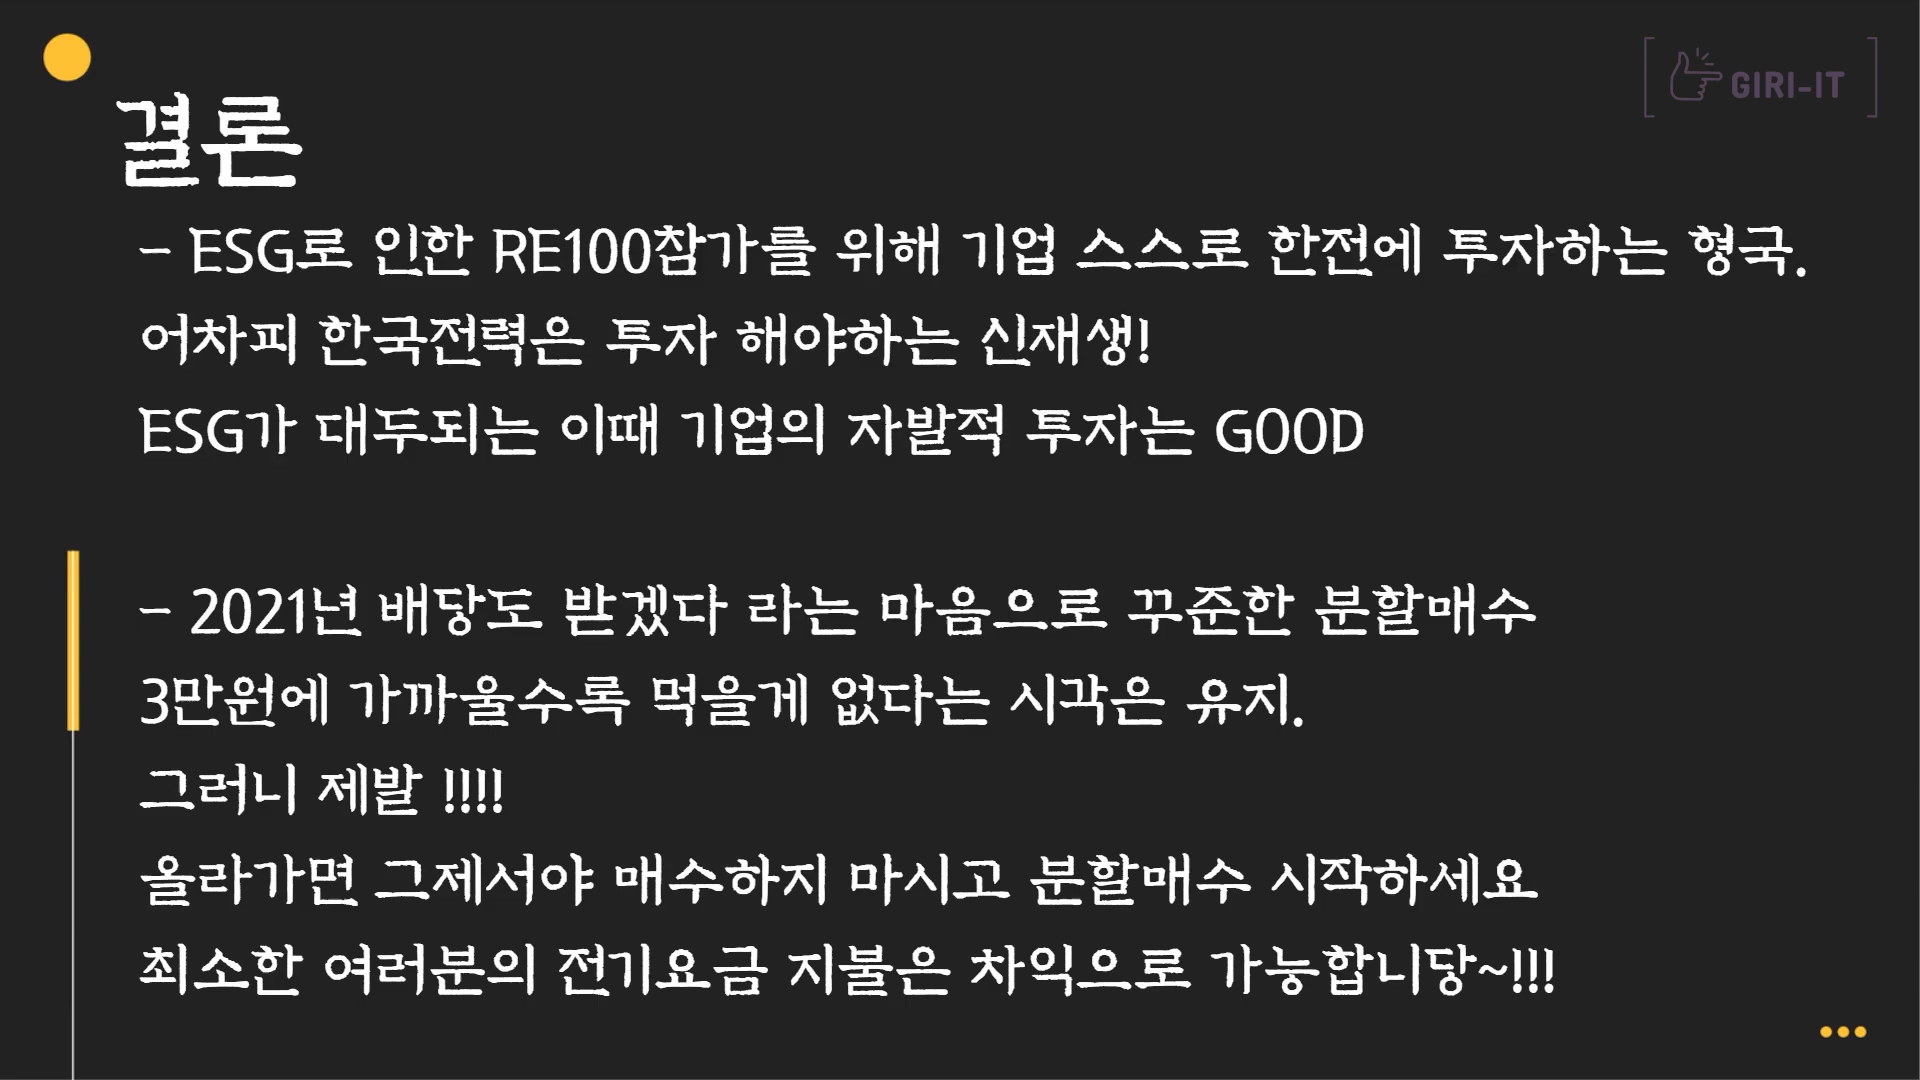 GIRI-IT
결론
- ESG로 인한 RE100참가를 위해 기업 스스로 한전에 투자하는 형국.
어차피 한국전력은 투자 해야하는 신재생!
ESG가 대두되는 이때 기업의 자발적 투자는 GOOD
- 2021년 배당도 받겠다 라는 마음으로 꾸준한 분할매수
3만원에 가까울수록 먹을게 없다는 시각은 유지.
그러니 제발 !!!!
올라가면 그제서야 매수하지 마시고 분할매수 시작하세요
최소한 여러분의 전기요금 지불은 차익으로 가능합니당~!!!